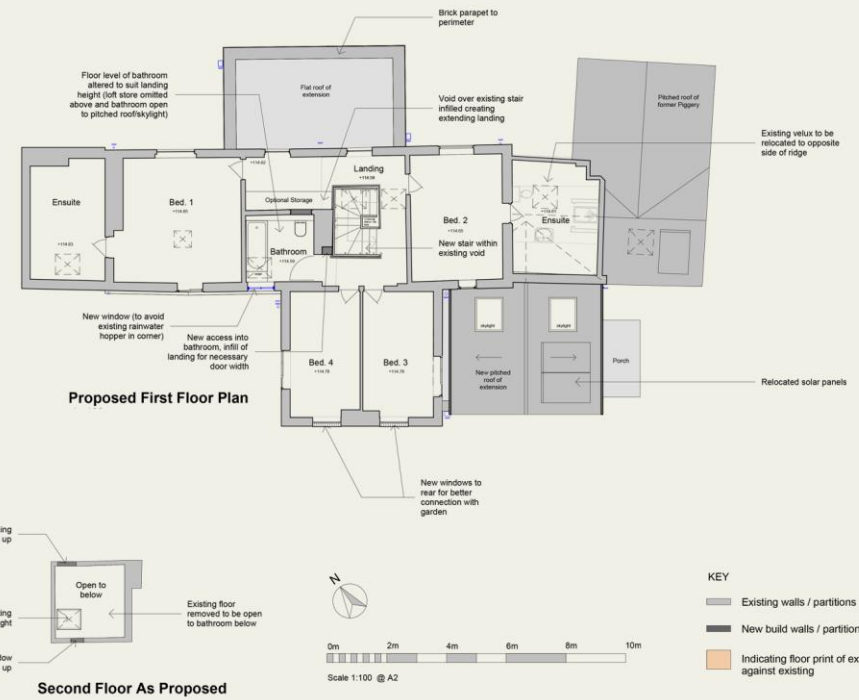 Brick parapet to
perimeter
Floor level of bathroom
altered to suit landing
height (loft store omitted
above and bathroom open
to pitched roof/skylight)
Flat roof of
extension
Void over existing stair
infilled creating
extending landing
Pitched roof of
former Piggery
Existing velux to be
relocated to opposite
side of ridge
Ensuite
Bed. 1
Landing
Optional Storage
Bathroom
Bed. 2
Ensuite
New stair within
existing void
New window (to avoid
existing rainwater
hopper in corner)
New access into
bathroom, infill of
landing for necessary
door width
Bed. 4
Bed. 3
skylight
skylight
New pitched
roof of
extension
Porch
Relocated solar panels
Proposed First Floor Plan
New windows to
rear for better
connection with
garden
ing
up
Open to
below
ting
ght
Existing floor
removed to be open
to bathroom below
ow
up
Second Floor As Proposed
N
0m 2m 4m 6m 8m 10m
Scale 1:100 @ A2
KEY
Existing walls / partitions
New build walls / partition
Indicating floor print of ex
against existing